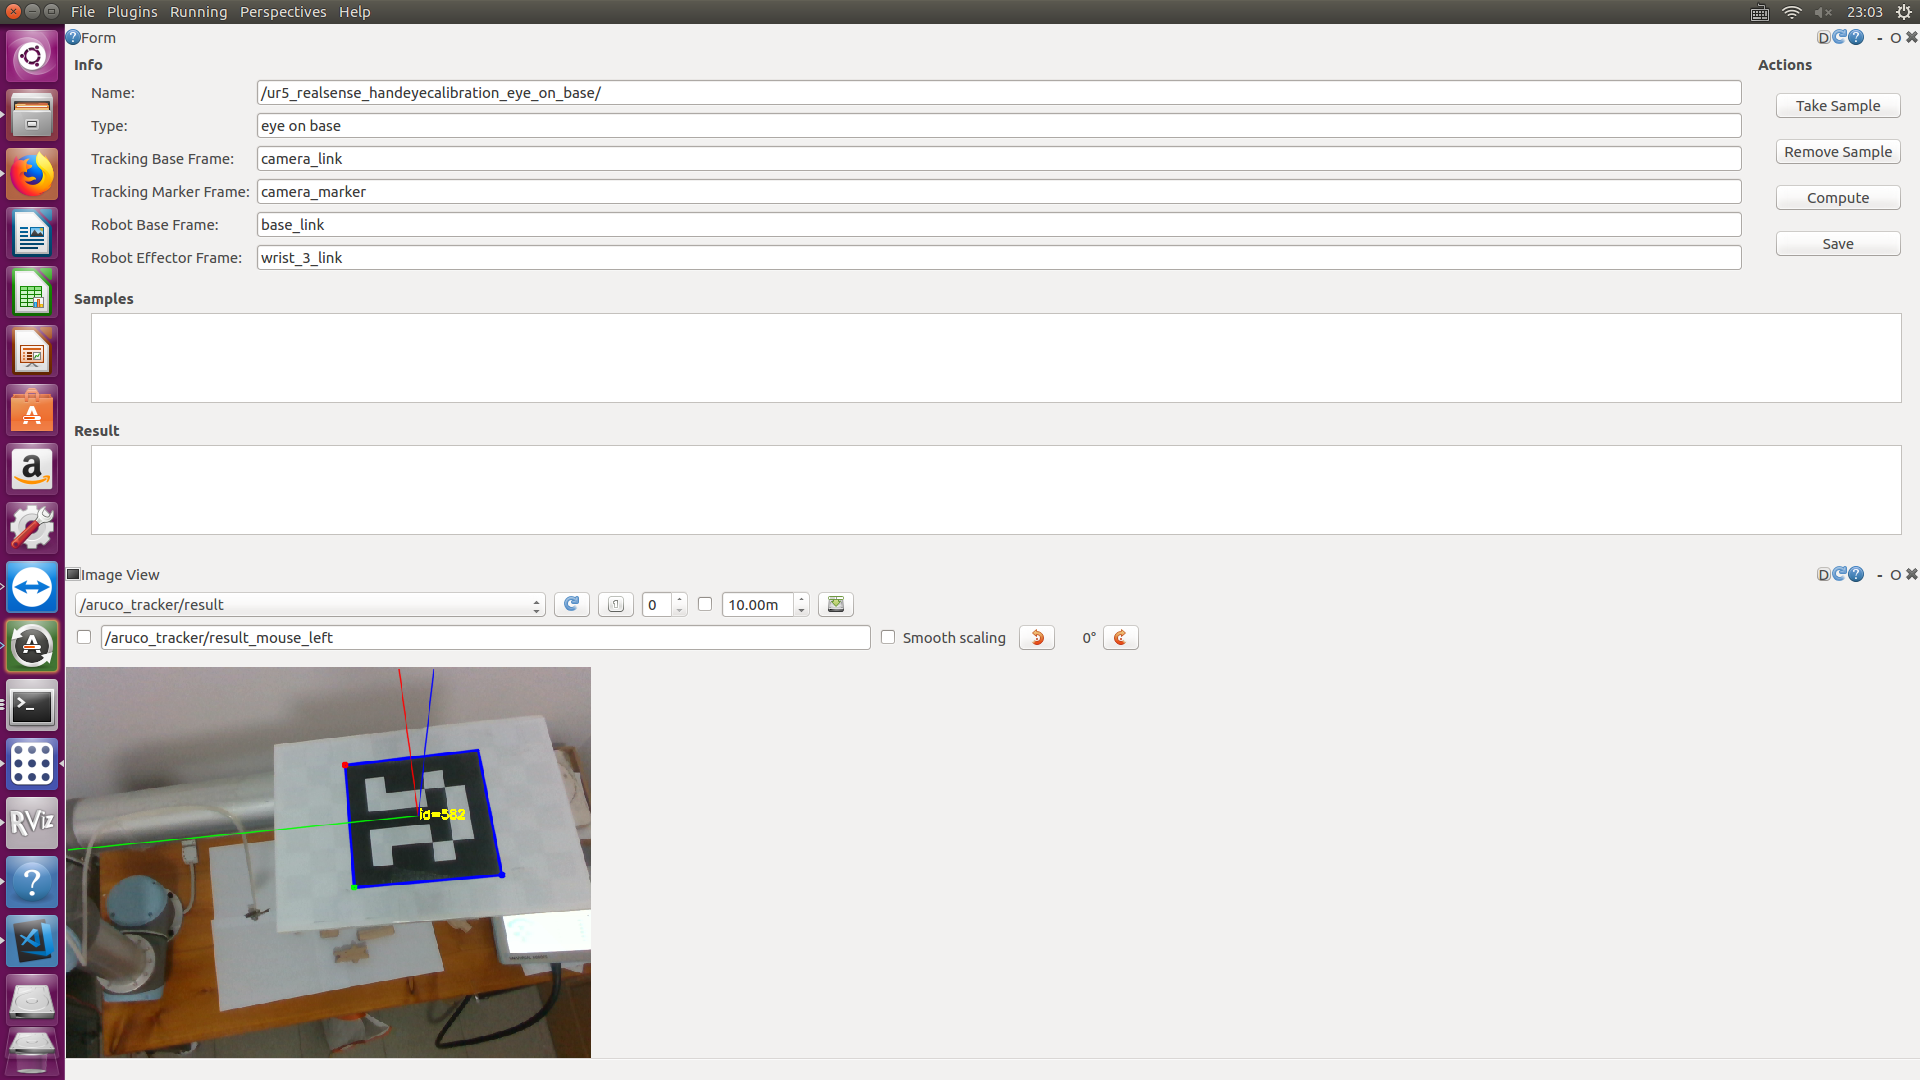 File Plugins Running Perspectives Help 23:03
Form D - O
Info Actions
Name: /ur5_realsense_handeyecalibration_eye_on_base/
Take Sample
Type: eye on base
Tracking Base Frame: camera_link
Remove Sample
Tracking Marker Frame: camera_marker
Compute
Robot Base Frame: base_link
Save
Robot Effector Frame: wrist_3_link
Samples
Result
Image View D - O
/aruco_tracker/result 0 10.00m
/aruco_tracker/result_mouse_left Smooth scaling 0°
id=582
RViz